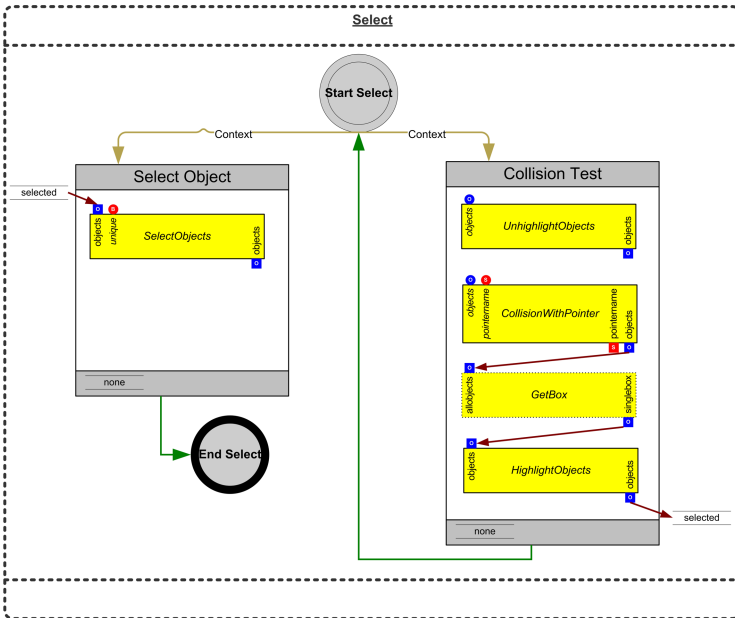 Select
Start Select
Context
Context
Select Object
selected
O
B
objects
unique
SelectObjects
objects
O
none
End Select
Collision Test
O
objects
UnhighlightObjects
objects
O
O
S
objects
pointername
CollisionWithPointer
pointername
objects
S
O
O
allobjects
GetBox
singlebox
O
O
objects
HighlightObjects
objects
O
selected
none